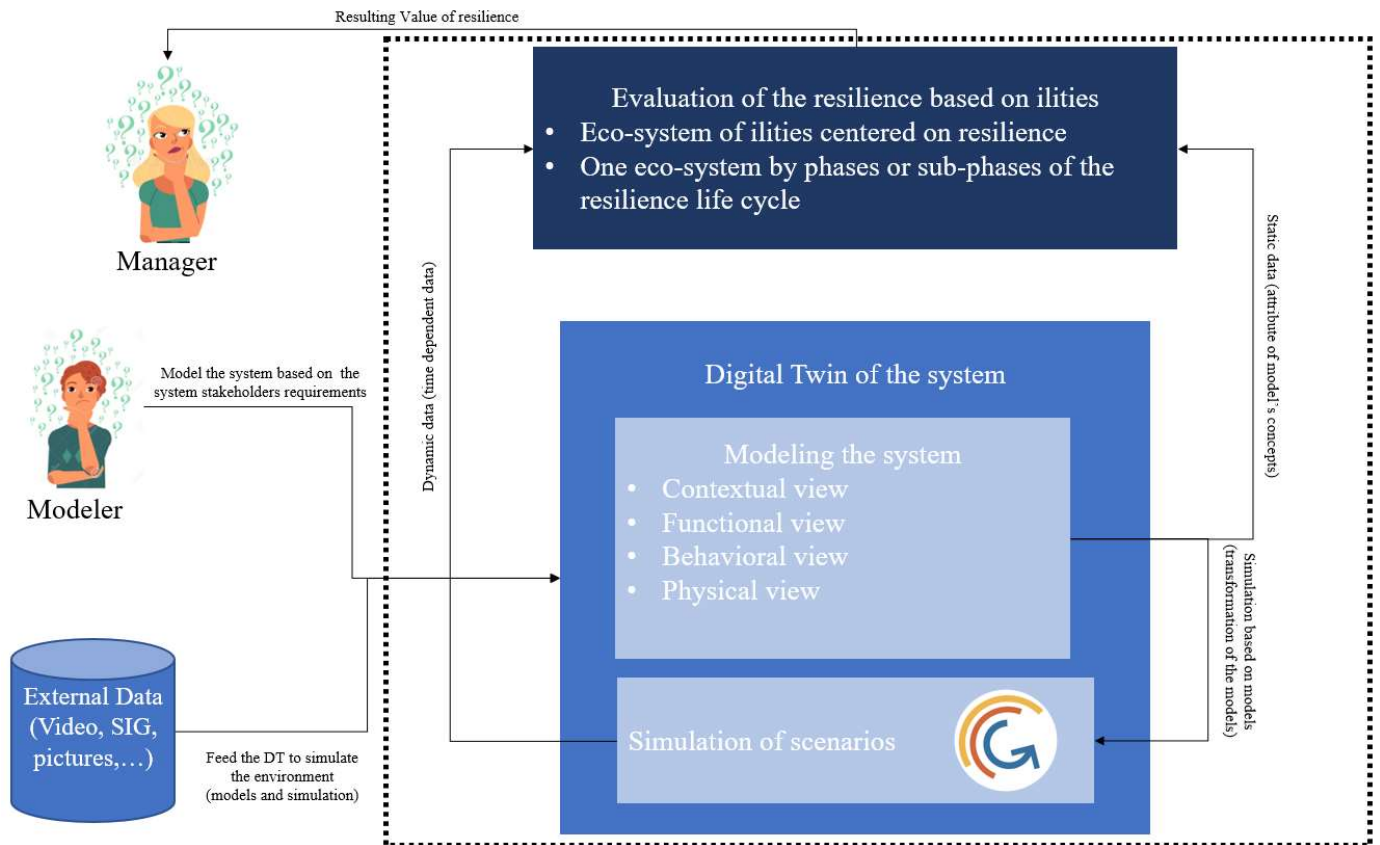 Resulting Value of resilience
Evaluation of the resilience based on ilities
• Eco-system of ilities centered on resilience
• One eco-system by phases or sub-phases of the
resilience life cycle
Manager
Dynamic data (time dependent data)
Static data (attribute of model's concepts)
Model the system based on the
system stakeholders requirements
Modeler
Digital Twin of the system
Modeling the system
• Contextual view
• Functional view
• Behavioral view
• Physical view
Simulation based on models
(transformation of the models)
External Data
(Video, SIG,
pictures,…)
Feed the DT to simulate
the environment
(models and simulation)
Simulation of scenarios